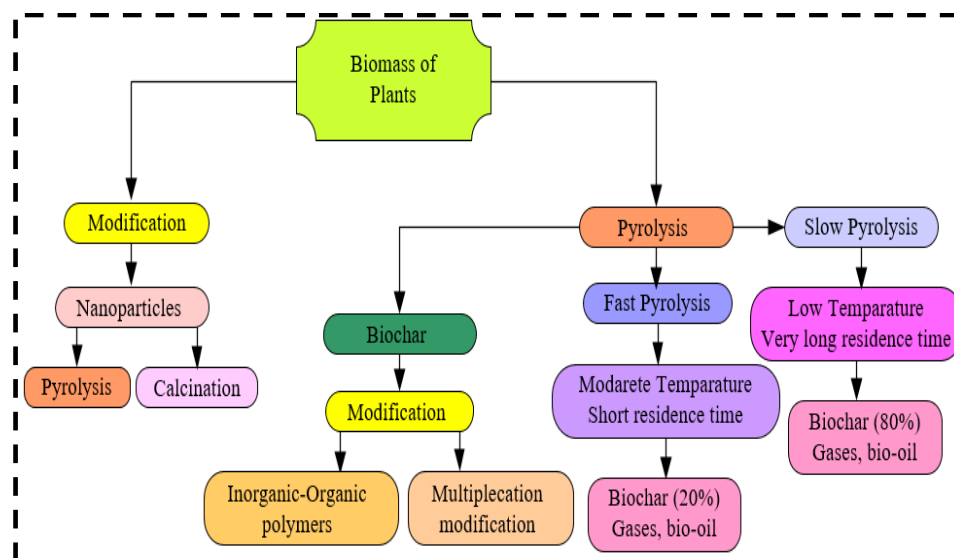 Biomass of
Plants
Modification
Pyrolysis
Slow Pyrolysis
Nanoparticles
Fast Pyrolysis
Low Temparature
Very long residence time
Biochar
Pyrolysis
Calcination
Modarete Temparature
Short residence time
Modification
Biochar (80%)
Gases, bio-oil
Inorganic-Organic
polymers
Multiplecation
modification
Biochar (20%)
Gases, bio-oil